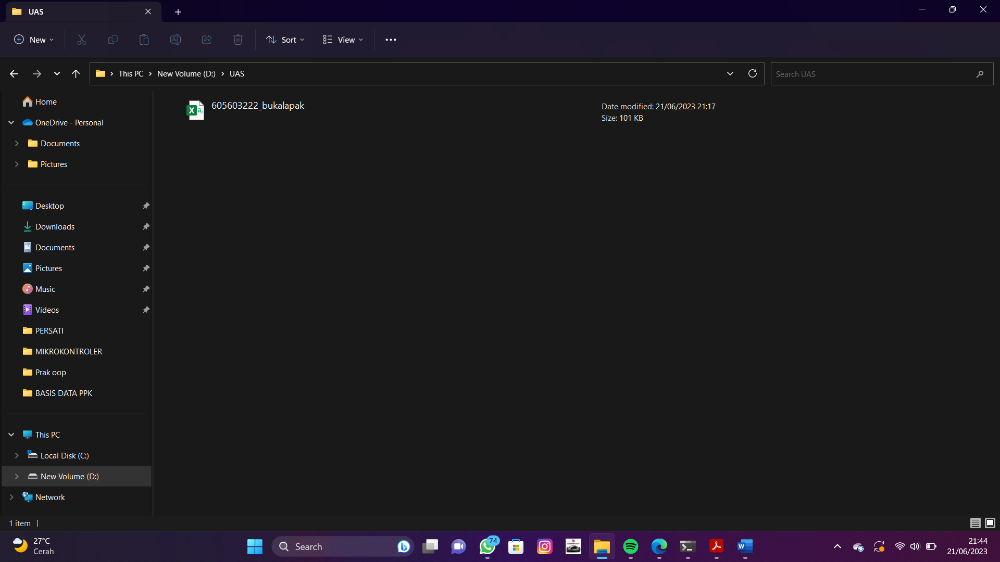 UAS
New
Sort
View
This PC
New Volume (D:)
UAS
Search UAS
Home
OneDrive - Personal
Documents
Pictures
Desktop
Downloads
Documents
Pictures
Music
Videos
PERSATI
MIKROKONTROLER
Prak oop
BASIS DATA PPK
This PC
Local Disk (C:)
New Volume (D:)
Network
605603222_bukalapak
Date modified: 21/06/2023 21:17
Size: 101 KB
1 item
27°C
Cerah
Search
74
21:44
21/06/2023